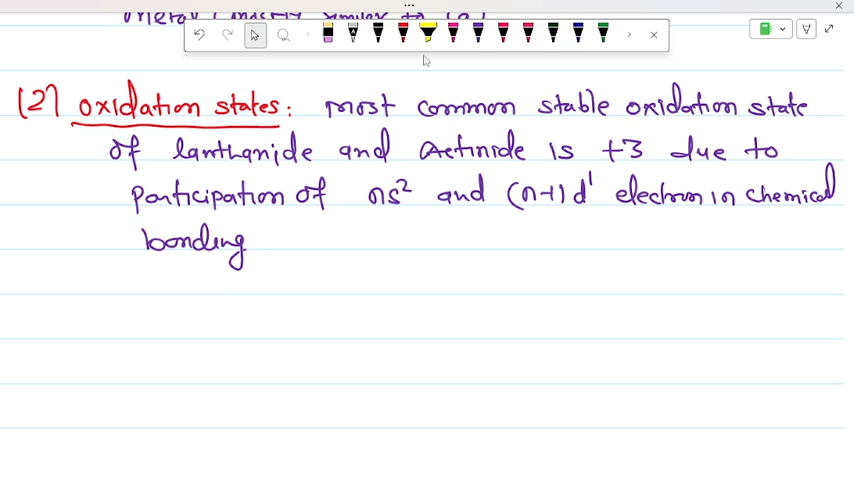 (2) oxidation states: most common stable oxidation state
of lanthanide and Actinide is +3 due to
participation of ns² and (n-1)d¹ electron in chemical
bonding